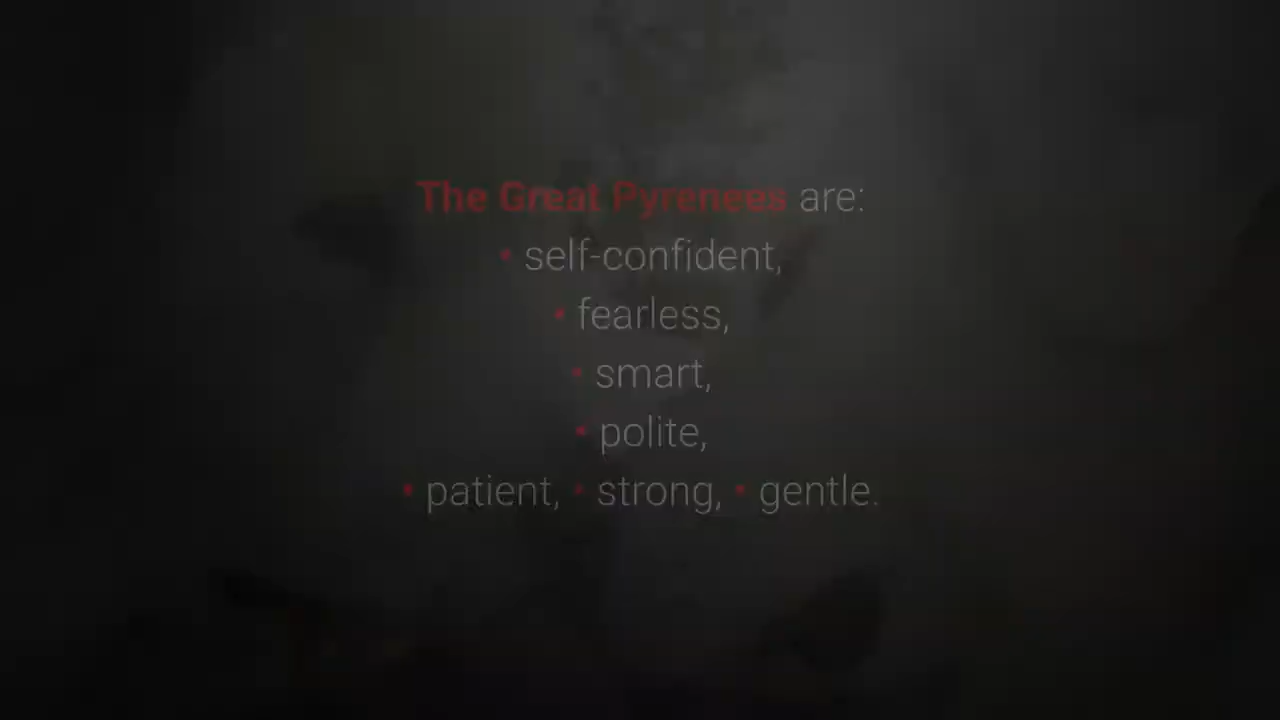 The Great Pyrenees are:
• self-confident,
• fearless,
• smart,
• polite,
• patient, • strong, • gentle.